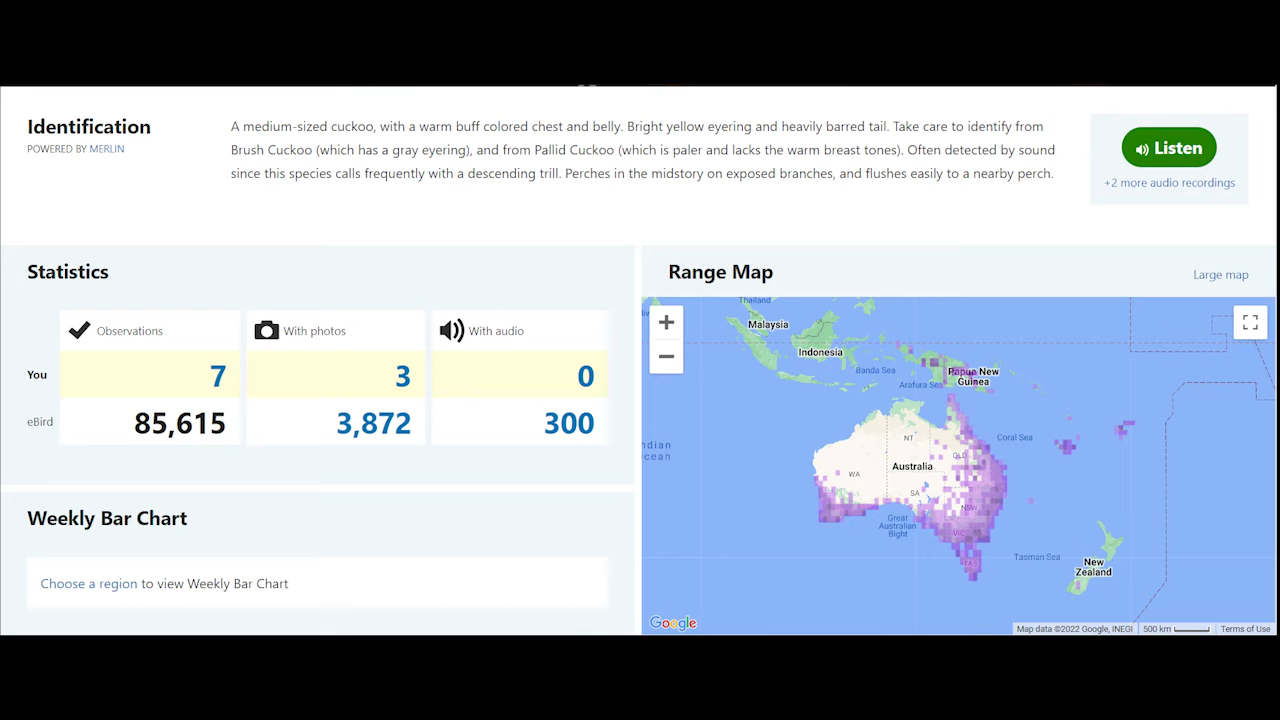 Identification
POWERED BY MERLIN
A medium-sized cuckoo, with a warm buff colored chest and belly. Bright yellow eyering and heavily barred tail. Take care to identify from
Brush Cuckoo (which has a gray eyering), and from Pallid Cuckoo (which is paler and lacks the warm breast tones). Often detected by sound
since this species calls frequently with a descending trill. Perches in the midstory on exposed branches, and flushes easily to a nearby perch.
Listen
+2 more audio recordings
Statistics
Observations
With photos
With audio
You
7
3
0
eBird
85,615
3,872
300
Weekly Bar Chart
Choose a region to view Weekly Bar Chart
Range Map
Large map
+
−
Thailand
Malaysia
Indonesia
Banda Sea
Papua New
Guinea
Arafura Sea
NT
Coral Sea
QLD
WA
Australia
SA
NSW
Great
Australian
Bight
VIC
TAS
Tasman Sea
New
Zealand
ndian
cean
Google
Map data ©2022 Google, INEGI
500 km
Terms of Use